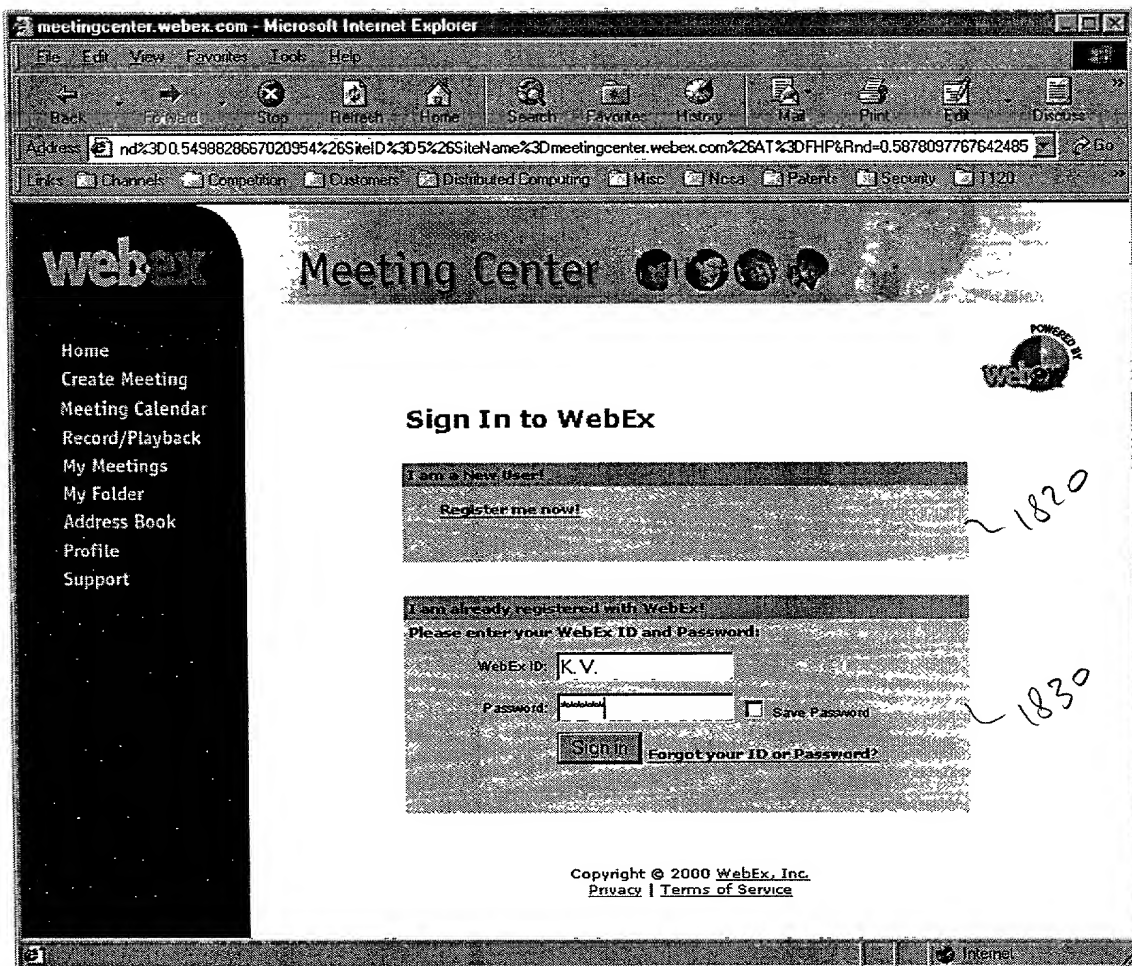 meetingcenter.webex.com - Microsoft Internet Explorer
File Edit View Favorites Tools Help
Back Forward Stop Refresh Home Search Favorites History Mail Print Edit Discuss
Address nd%3D0.5498828667020954%26SiteID%3D5%26SiteName%3Dmeetingcenter.webex.com%26AT%3DFHP&Rnd=0.5878097767642485 Go
Links Channels Competition Customers Distributed Computing Misc Ncsa Patents Security T120
webex
Meeting Center
POWERED BY
webex
Home
Create Meeting
Meeting Calendar
Record/Playback
My Meetings
My Folder
Address Book
Profile
Support
Sign In to WebEx
I am a New User!
Register me now!
1820
I am already registered with WebEx!
Please enter your WebEx ID and Password:
WebEx ID: K.V.
Password: ****** Save Password
1830
Sign In Forgot your ID or Password?
Copyright © 2000 WebEx, Inc.
Privacy | Terms of Service
Internet